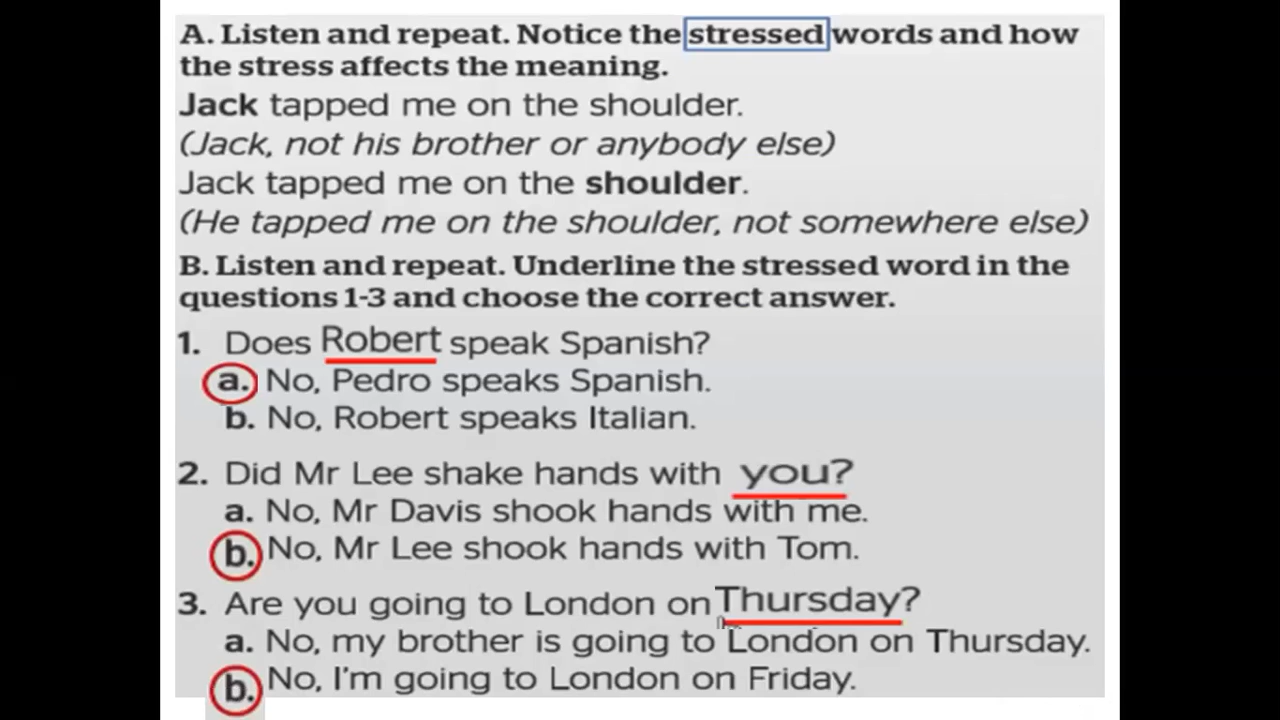 A. Listen and repeat. Notice the stressed words and how
the stress affects the meaning.
Jack tapped me on the shoulder.
(Jack, not his brother or anybody else)
Jack tapped me on the shoulder.
(He tapped me on the shoulder, not somewhere else)
B. Listen and repeat. Underline the stressed word in the
questions 1-3 and choose the correct answer.
1. Does Robert speak Spanish?
a. No, Pedro speaks Spanish.
b. No, Robert speaks Italian.
2. Did Mr Lee shake hands with you?
a. No, Mr Davis shook hands with me.
b. No, Mr Lee shook hands with Tom.
3. Are you going to London on Thursday?
a. No, my brother is going to London on Thursday.
b. No, I'm going to London on Friday.